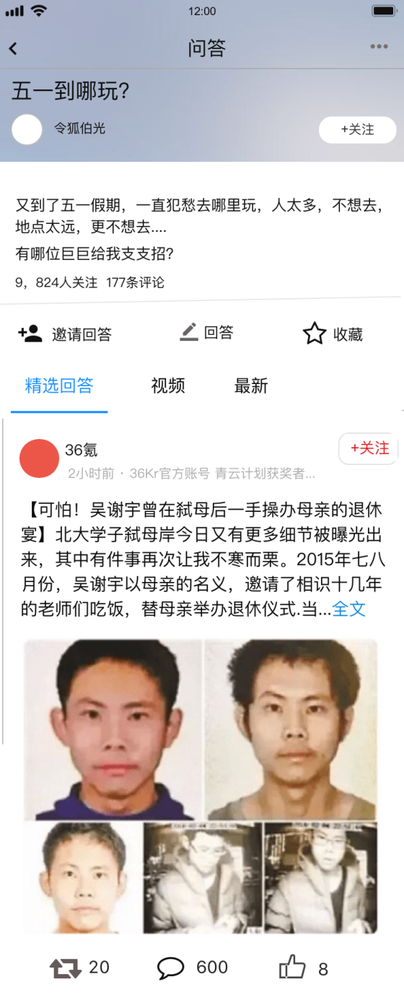 12:00
问答
五一到哪玩？
令狐伯光
+关注
又到了五一假期，一直犯愁去哪里玩，人太多，不想去，
地点太远，更不想去....
有哪位巨巨给我支支招？
9，824人关注 177条评论
邀请回答 回答 收藏
精选回答 视频 最新
36氪
+关注
2小时前 · 36Kr官方账号 青云计划获奖者...
【可怕！吴谢宇曾在弑母后一手操办母亲的退休
宴】北大学子弑母岸今日又有更多细节被曝光出
来，其中有件事再次让我不寒而栗。2015年七八
月份，吴谢宇以母亲的名义，邀请了相识十几年
的老师们吃饭，替母亲举办退休仪式.当...全文
20 600 8